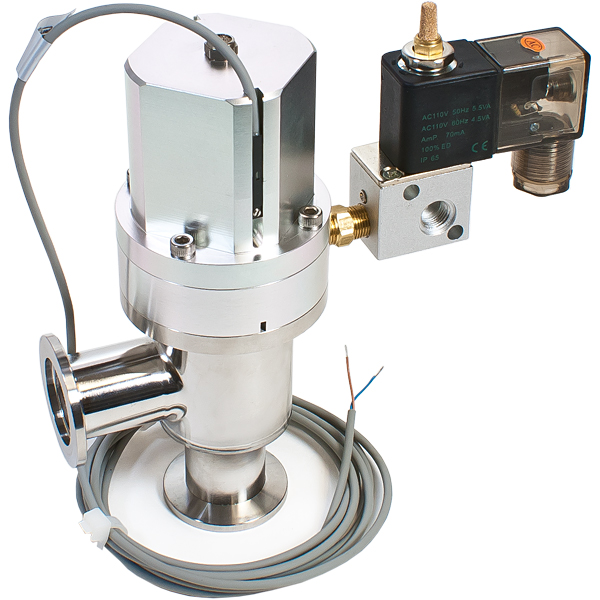 AC110V 50Hz 5.5VA
AC110V 60Hz 4.5VA
AmP 70mA
100% ED
IP 65 CE